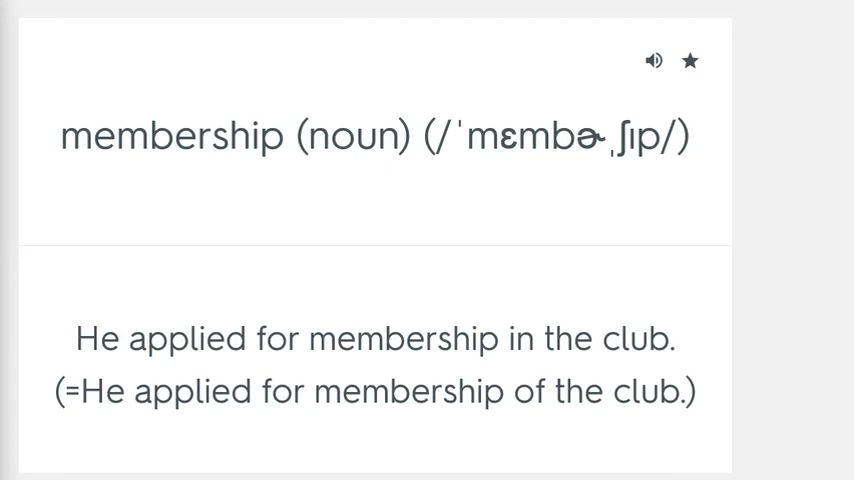 membership (noun) (/ˈmɛmbɚˌʃɪp/)
He applied for membership in the club.
(=He applied for membership of the club.)